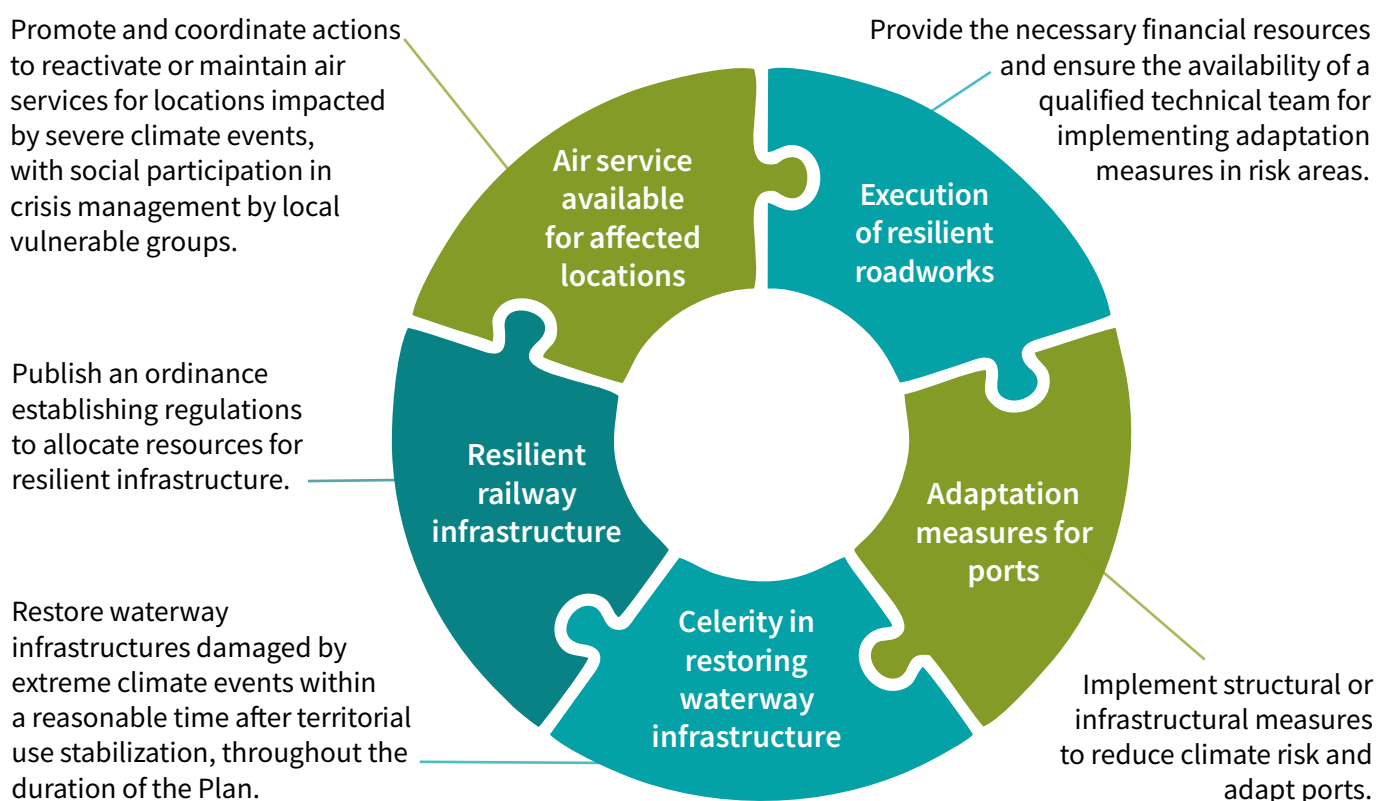 Promote and coordinate actions
to reactivate or maintain air
services for locations impacted
by severe climate events,
with social participation in
crisis management by local
vulnerable groups.
Provide the necessary financial resources
and ensure the availability of a
qualified technical team for
implementing adaptation
measures in risk areas.
Air service
available
for affected
locations
Execution
of resilient
roadworks
Publish an ordinance
establishing regulations
to allocate resources for
resilient infrastructure.
Resilient
railway
infrastructure
Adaptation
measures for
ports
Restore waterway
infrastructures damaged by
extreme climate events within
a reasonable time after territorial
use stabilization, throughout the
duration of the Plan.
Celerity in
restoring
waterway
infrastructure
Implement structural or
infrastructural measures
to reduce climate risk and
adapt ports.